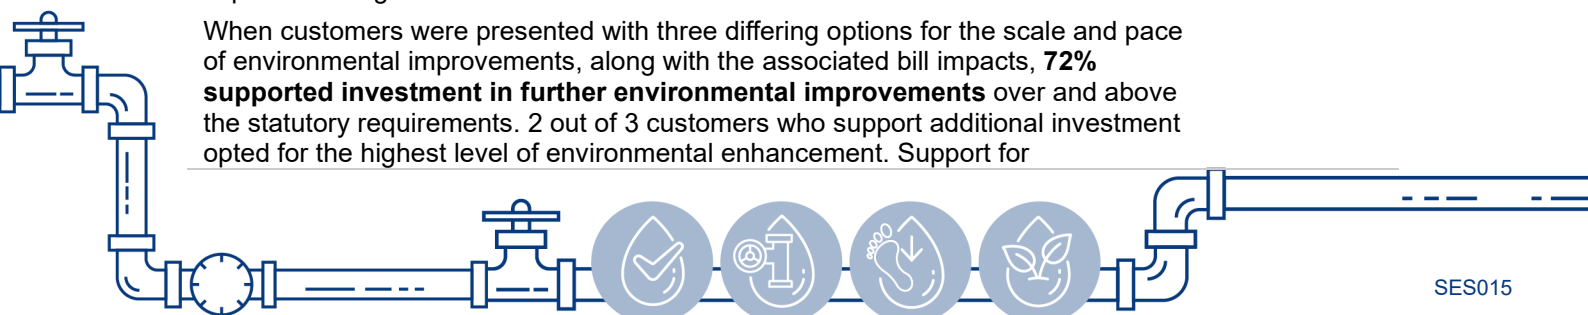 When customers were presented with three differing options for the scale and pace
of environmental improvements, along with the associated bill impacts, 72%
supported investment in further environmental improvements over and above
the statutory requirements. 2 out of 3 customers who support additional investment
opted for the highest level of environmental enhancement. Support for
SES015